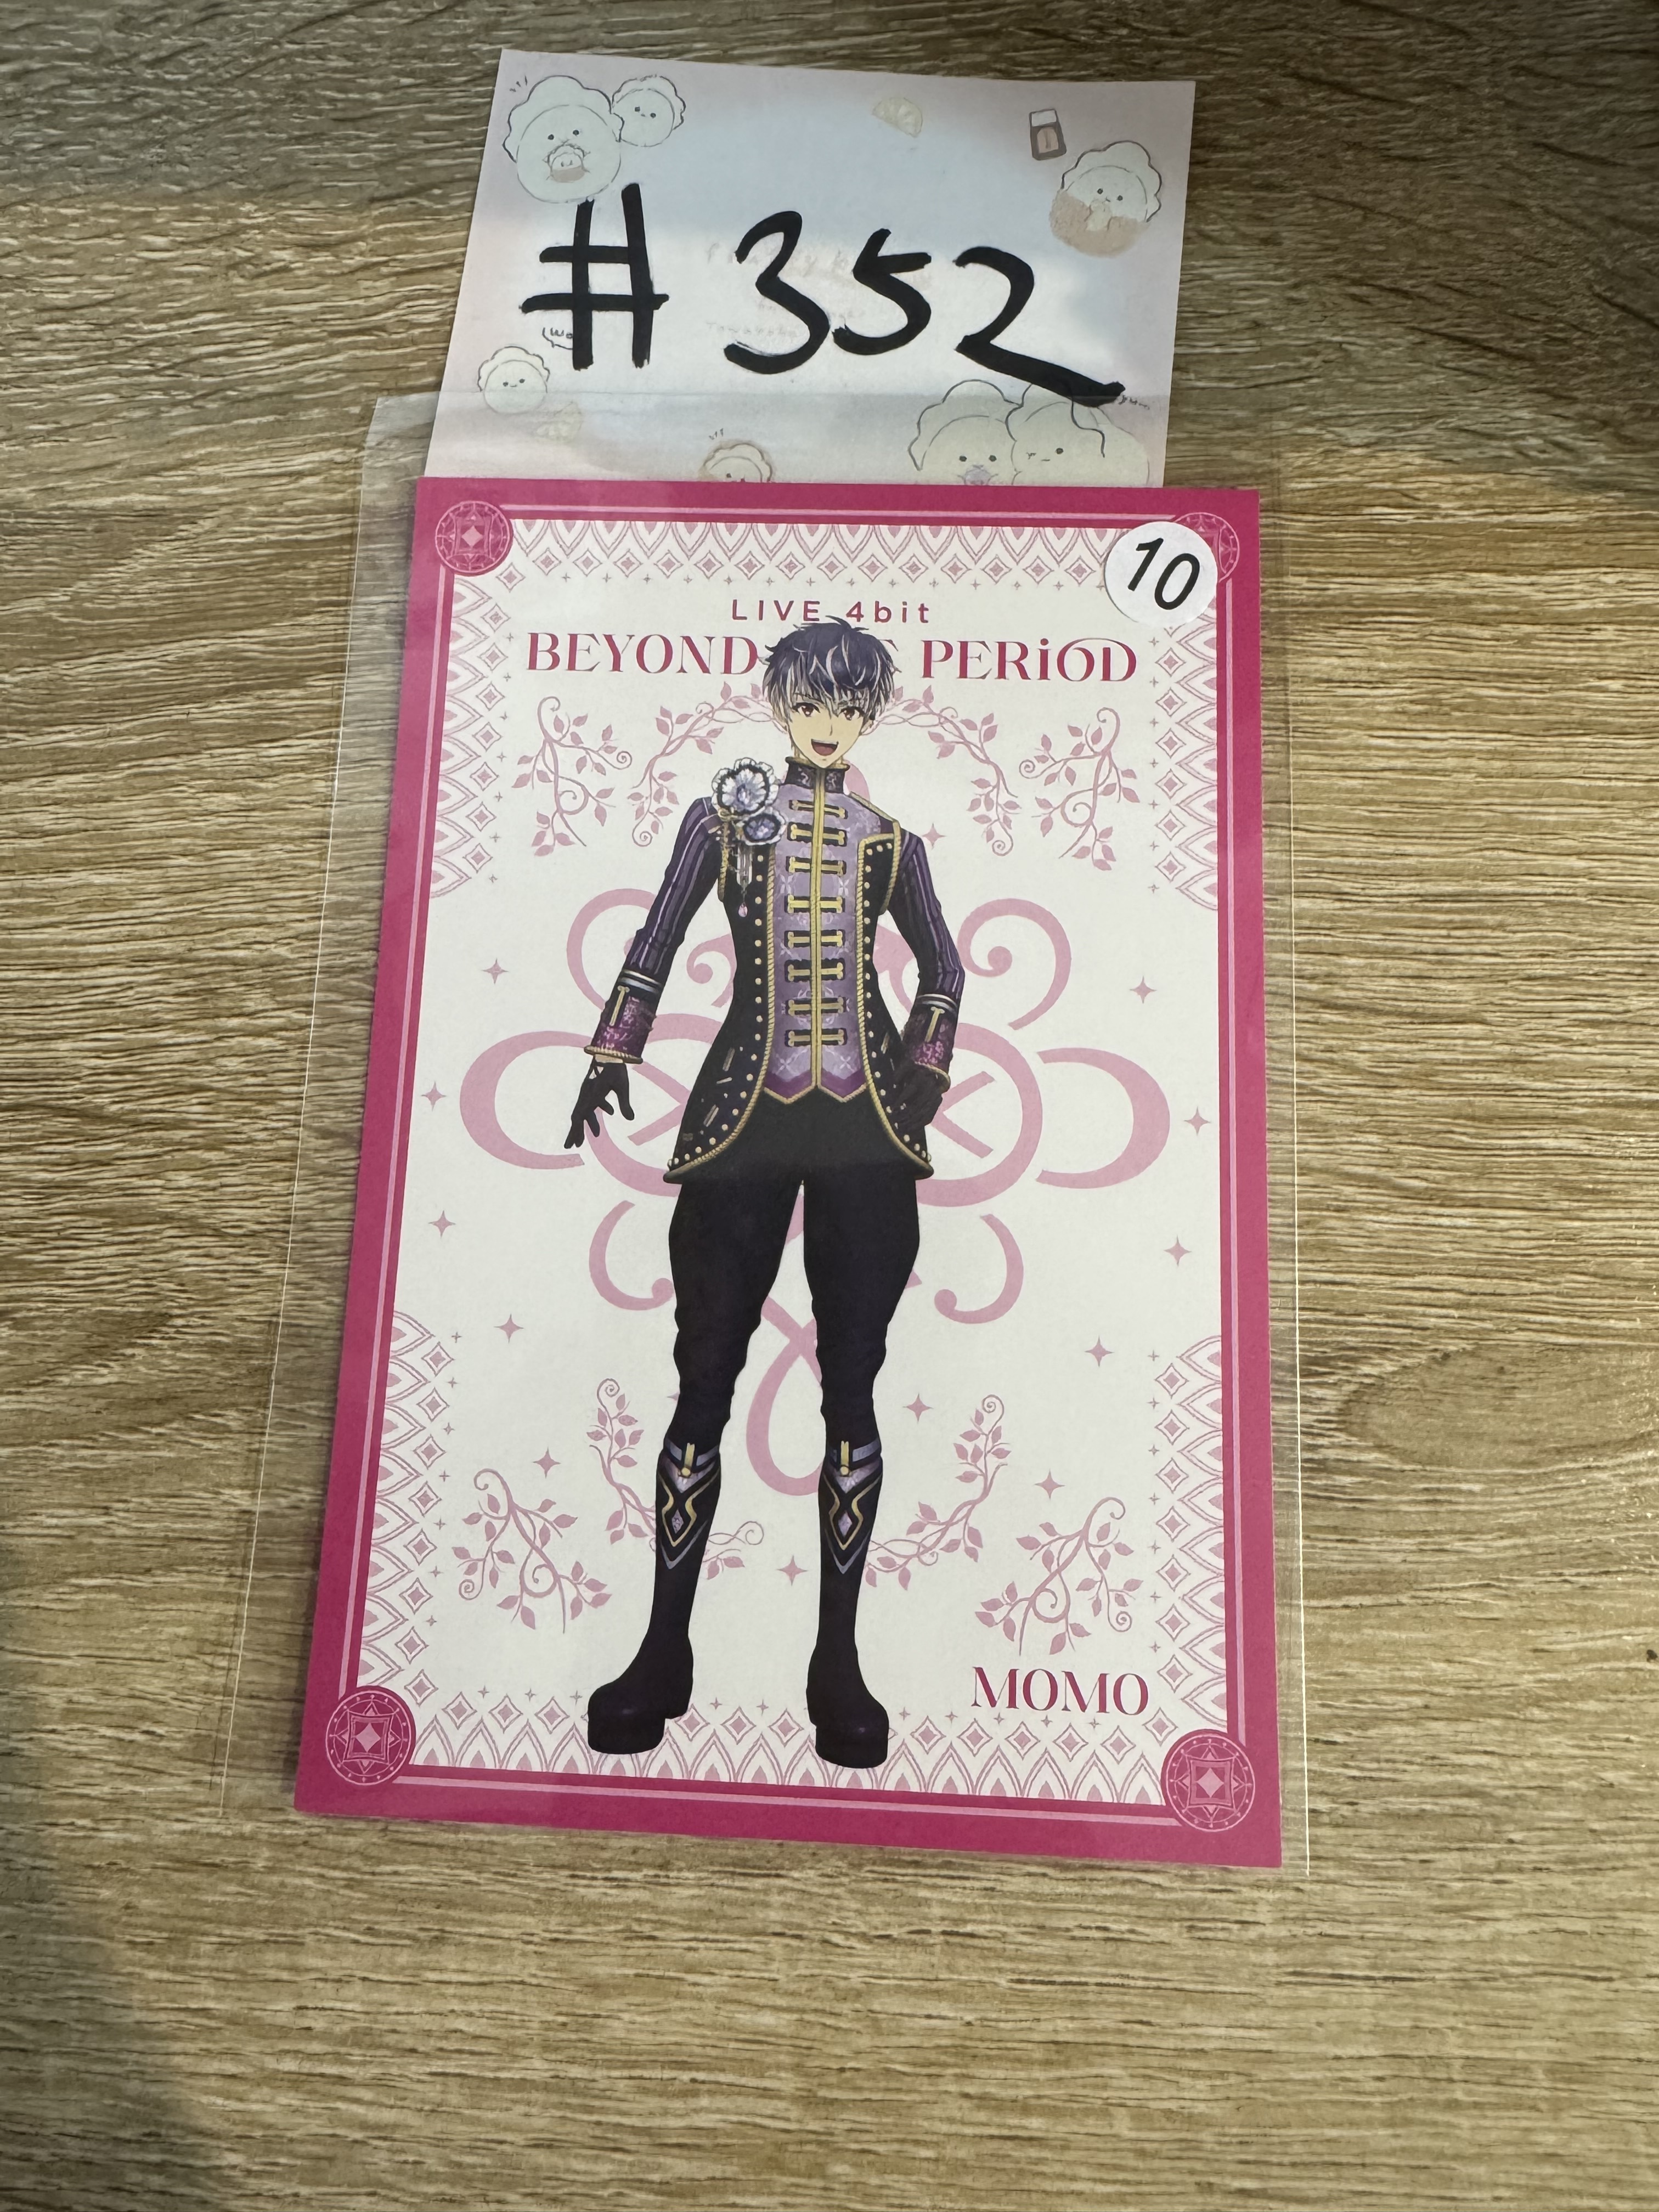 #352
10
LIVE 4bit
BEYOND PERiOD
MOMO